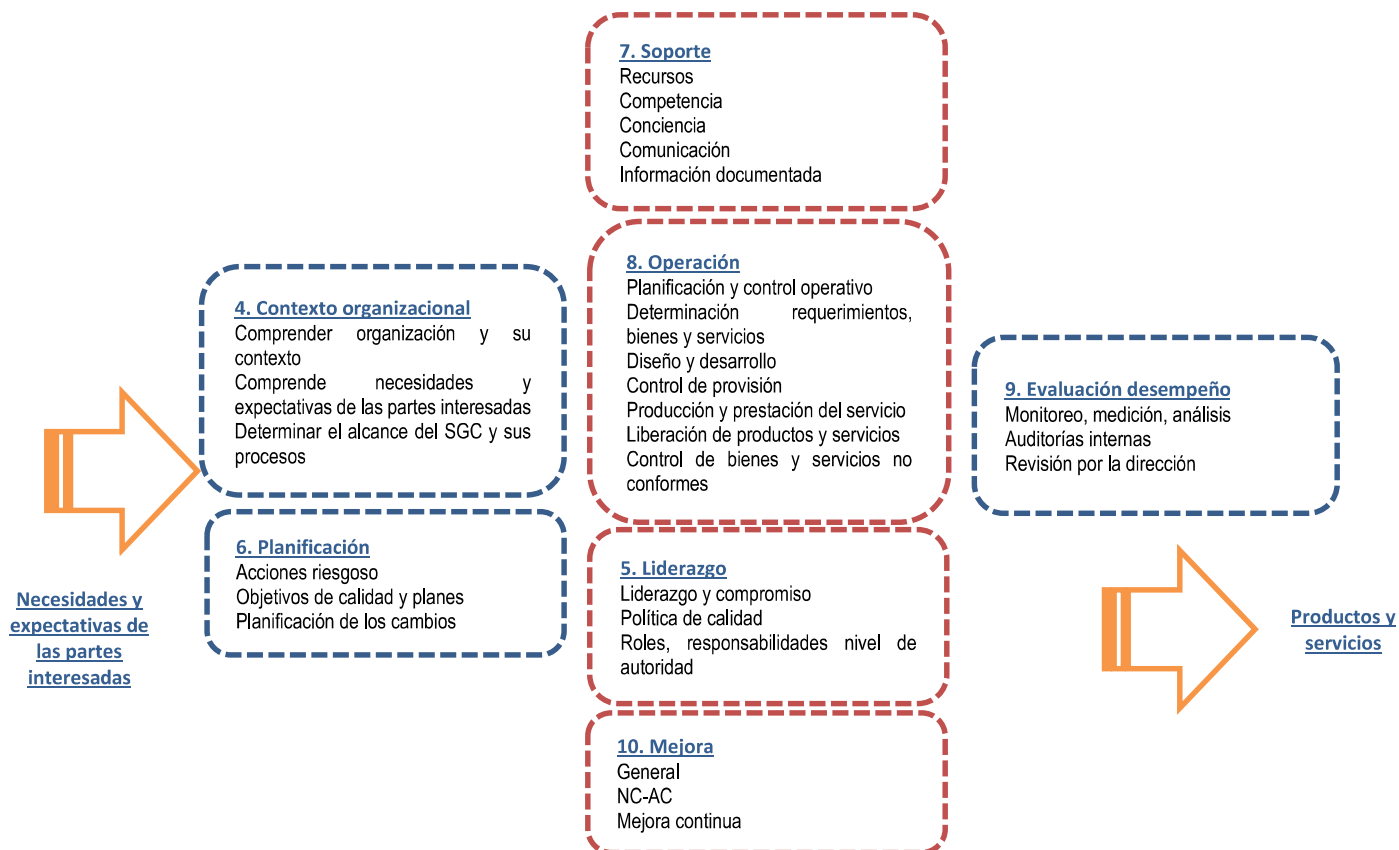 7. Soporte
Recursos
Competencia
Conciencia
Comunicación
Información documentada
8. Operación
Planificación y control operativo
Determinación requerimientos,
bienes y servicios
Diseño y desarrollo
Control de provisión
Producción y prestación del servicio
Liberación de productos y servicios
Control de bienes y servicios no
conformes
4. Contexto organizacional
Comprender organización y su
contexto
Comprende necesidades y
expectativas de las partes interesadas
Determinar el alcance del SGC y sus
procesos
9. Evaluación desempeño
Monitoreo, medición, análisis
Auditorías internas
Revisión por la dirección
6. Planificación
Acciones riesgoso
Objetivos de calidad y planes
Planificación de los cambios
5. Liderazgo
Liderazgo y compromiso
Política de calidad
Roles, responsabilidades nivel de
autoridad
Necesidades y
expectativas de
las partes
interesadas
Productos y
servicios
10. Mejora
General
NC-AC
Mejora continua